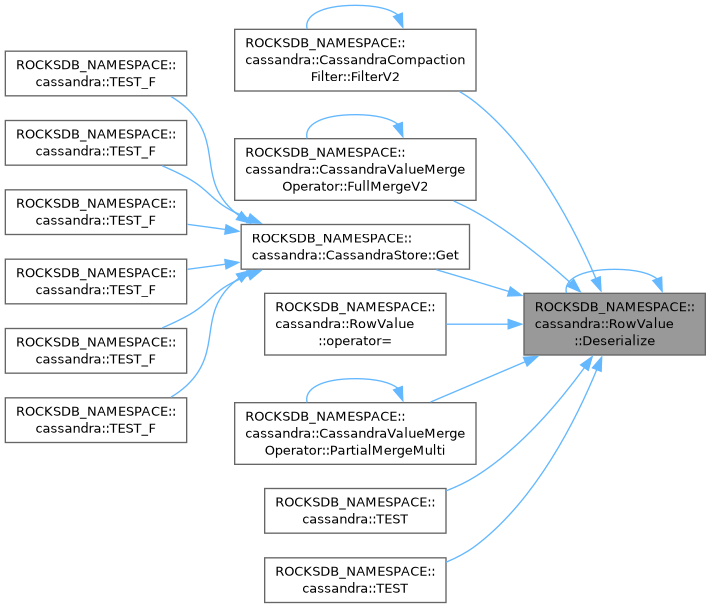 ROCKSDB_NAMESPACE::
cassandra::TEST_F
ROCKSDB_NAMESPACE::
cassandra::TEST_F
ROCKSDB_NAMESPACE::
cassandra::TEST_F
ROCKSDB_NAMESPACE::
cassandra::TEST_F
ROCKSDB_NAMESPACE::
cassandra::TEST_F
ROCKSDB_NAMESPACE::
cassandra::TEST_F
ROCKSDB_NAMESPACE::
cassandra::CassandraCompaction
Filter::FilterV2
ROCKSDB_NAMESPACE::
cassandra::CassandraValueMerge
Operator::FullMergeV2
ROCKSDB_NAMESPACE::
cassandra::CassandraStore::Get
ROCKSDB_NAMESPACE::
cassandra::RowValue
::operator=
ROCKSDB_NAMESPACE::
cassandra::CassandraValueMerge
Operator::PartialMergeMulti
ROCKSDB_NAMESPACE::
cassandra::TEST
ROCKSDB_NAMESPACE::
cassandra::TEST
ROCKSDB_NAMESPACE::
cassandra::RowValue
::Deserialize